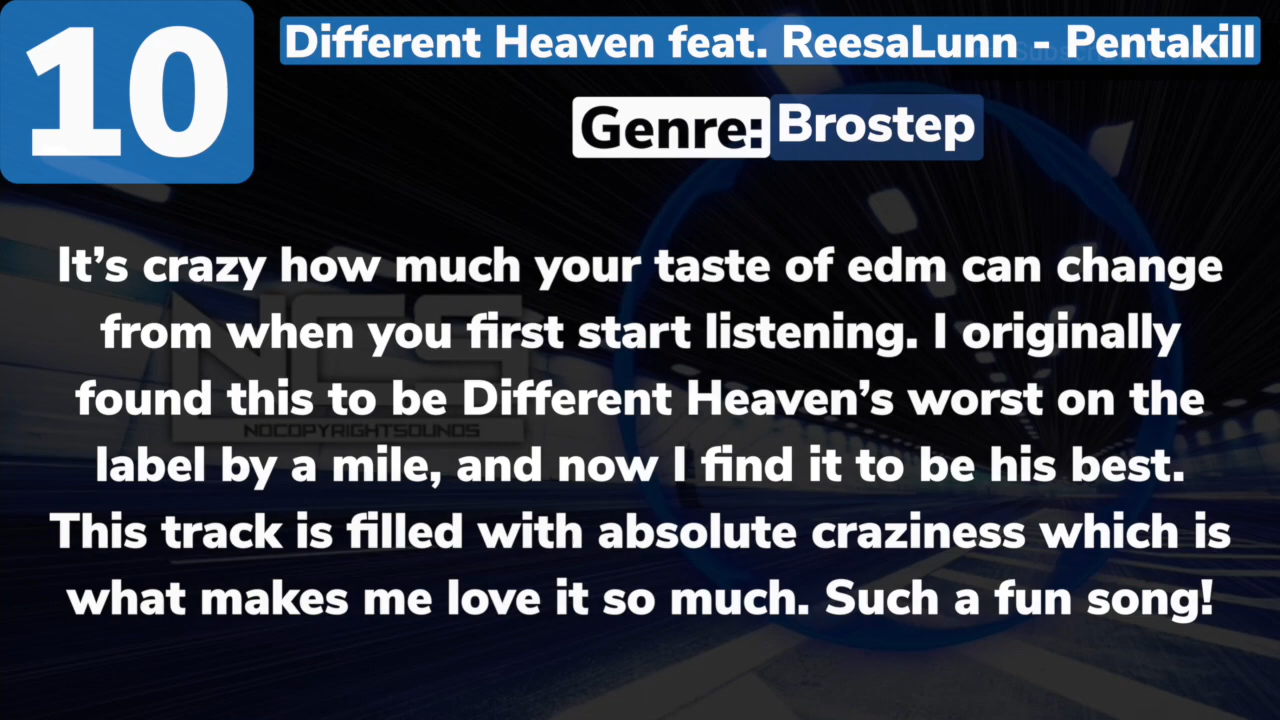 10
Different Heaven feat. ReesaLunn - Pentakill
Subscribe
Genre: Brostep
It’s crazy how much your taste of edm can change
from when you first start listening. I originally
found this to be Different Heaven’s worst on the
label by a mile, and now I find it to be his best.
This track is filled with absolute craziness which is
what makes me love it so much. Such a fun song!
NCS
NOCOPYRIGHTSOUNDS